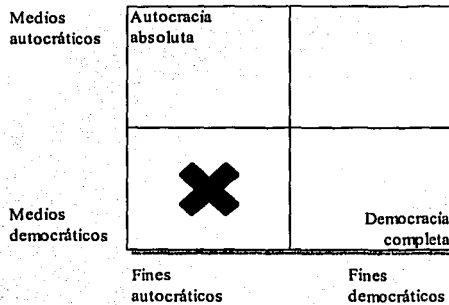 Medios
autocráticos
Autocracia
absoluta
Medios
democráticos
Democracia
completa
Fines
autocráticos
Fines
democráticos